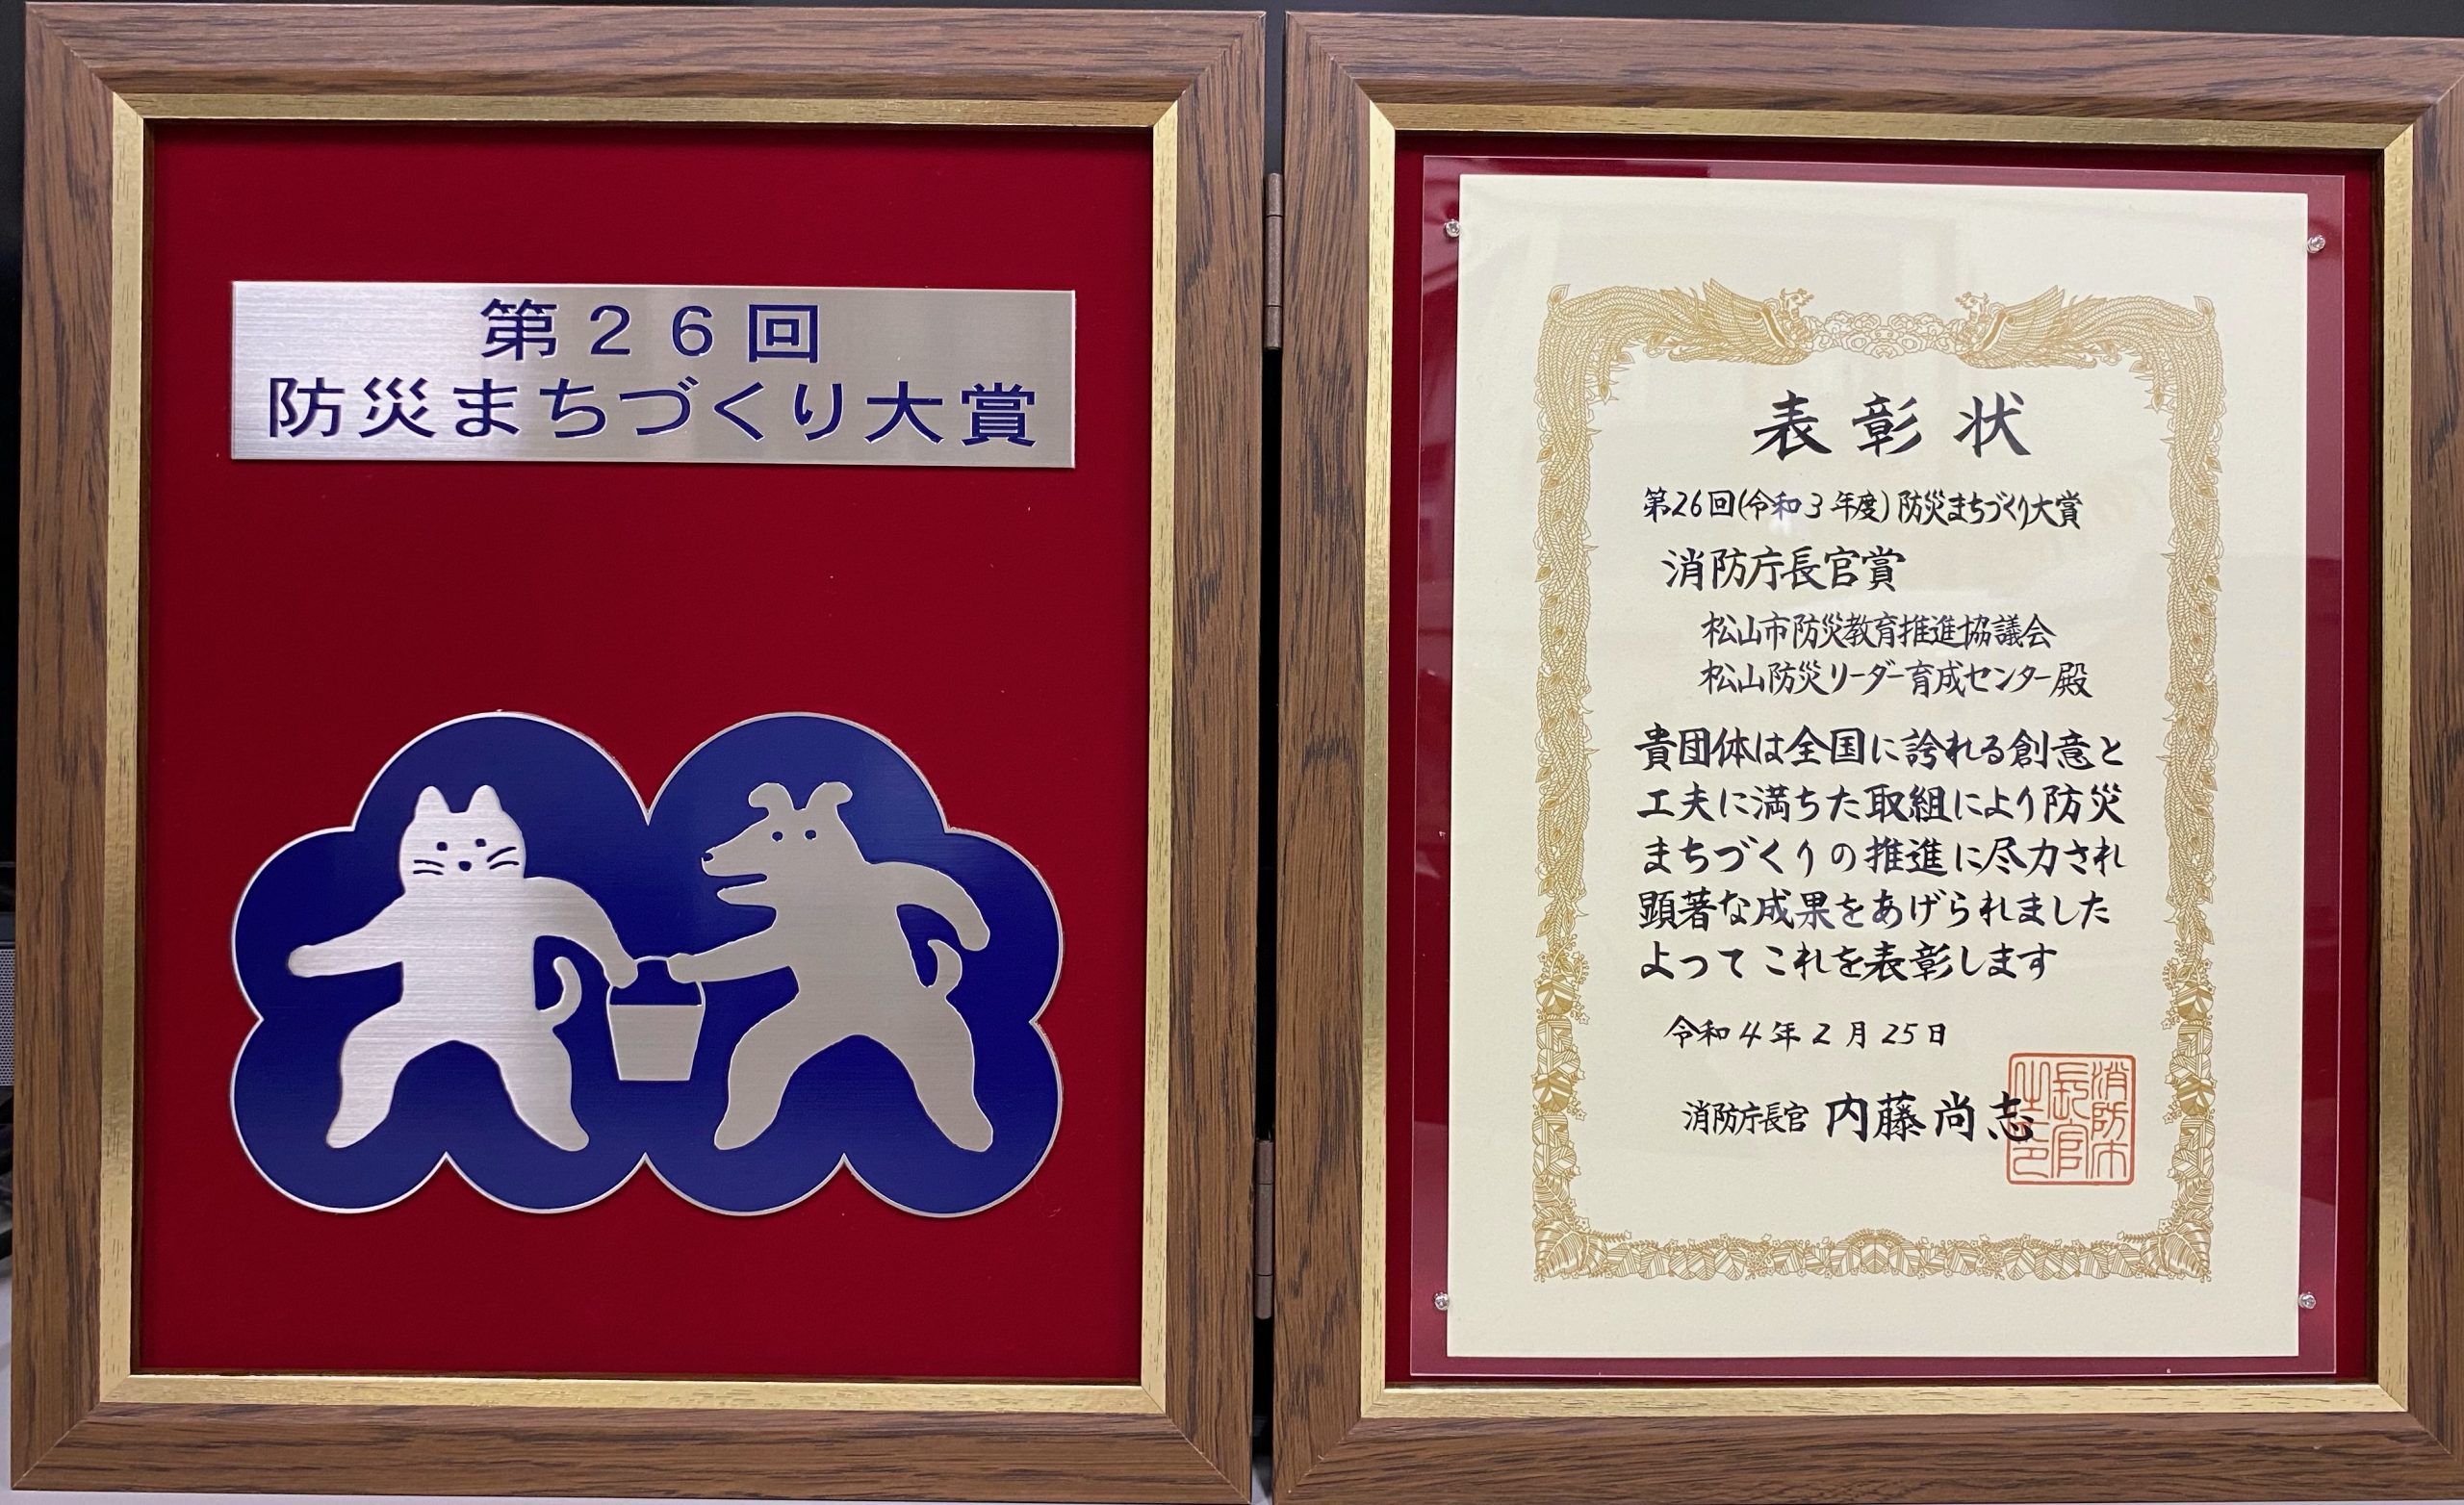 第２６回
防災まちづくり大賞
表彰状
第26回(令和3年度)防災まちづくり大賞
消防庁長官賞
松山市防災教育推進協議会
松山防災リーダー育成センター殿
貴団体は全国に誇れる創意と
工夫に満ちた取組により防災
まちづくりの推進に尽力され
顕著な成果をあげられました
よってこれを表彰します
令和4年2月25日
消防庁長官 内藤尚志